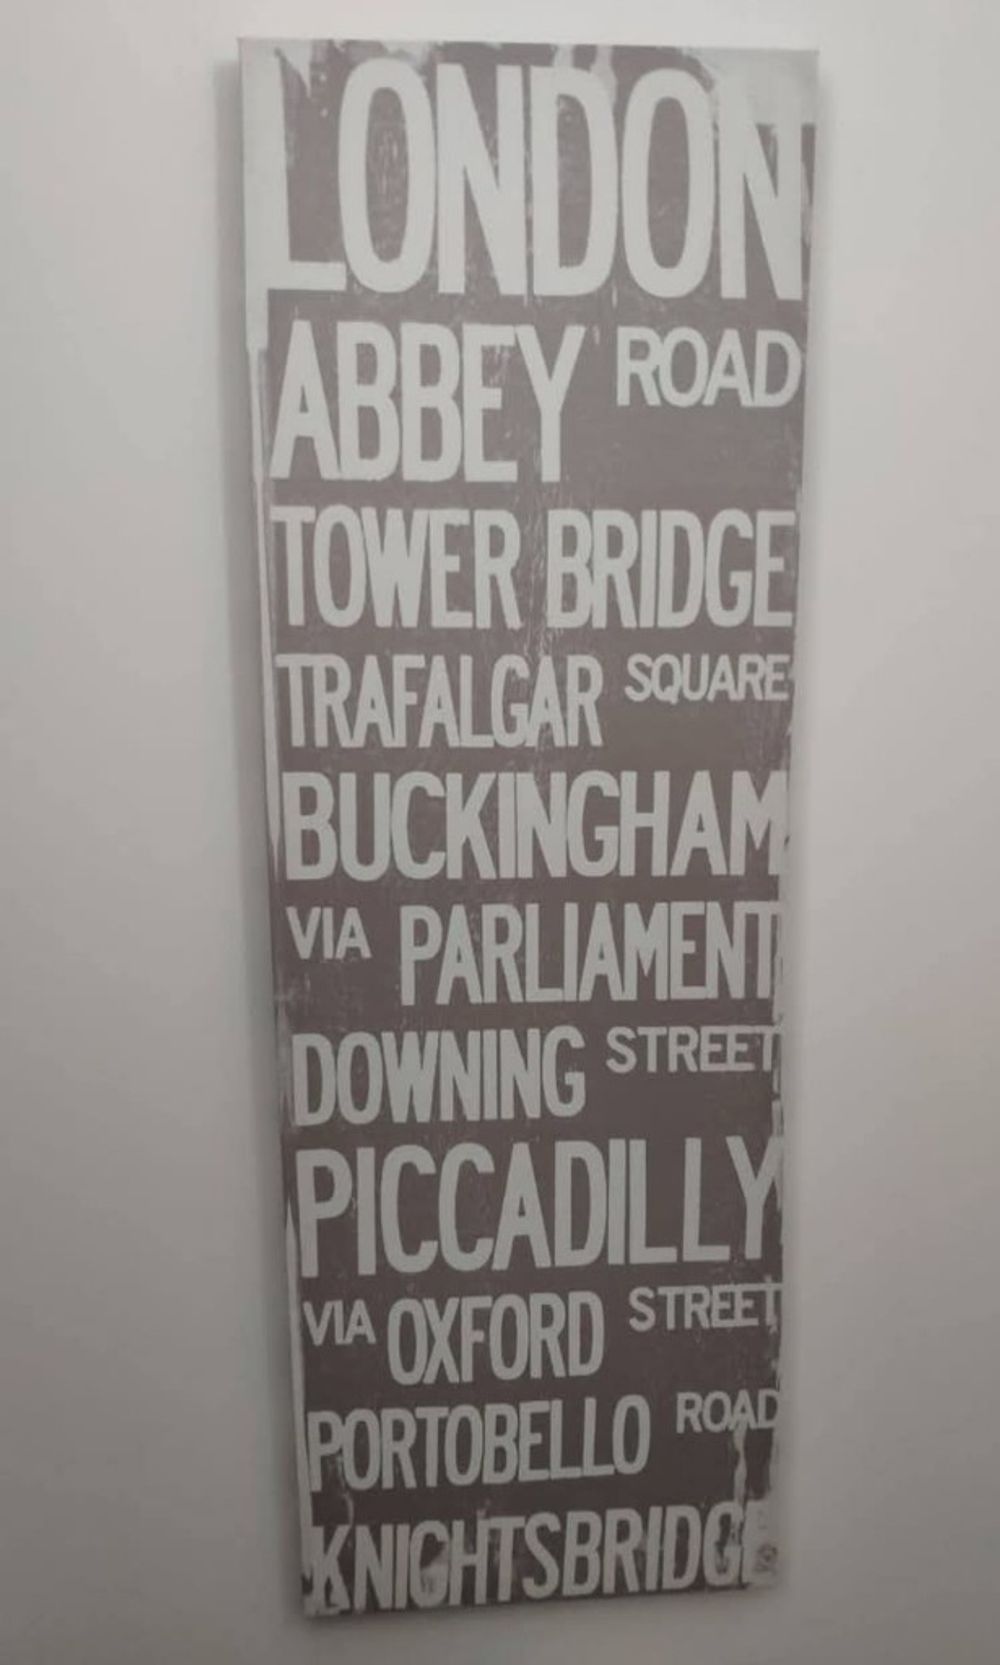 LONDON
ABBEY ROAD
TOWER BRIDGE
TRAFALGAR SQUARE
BUCKINGHAM
VIA PARLIAMENT
DOWNING STREET
PICCADILLY
VIA OXFORD STREET
PORTOBELLO ROAD
KNIGHTSBRIDGE